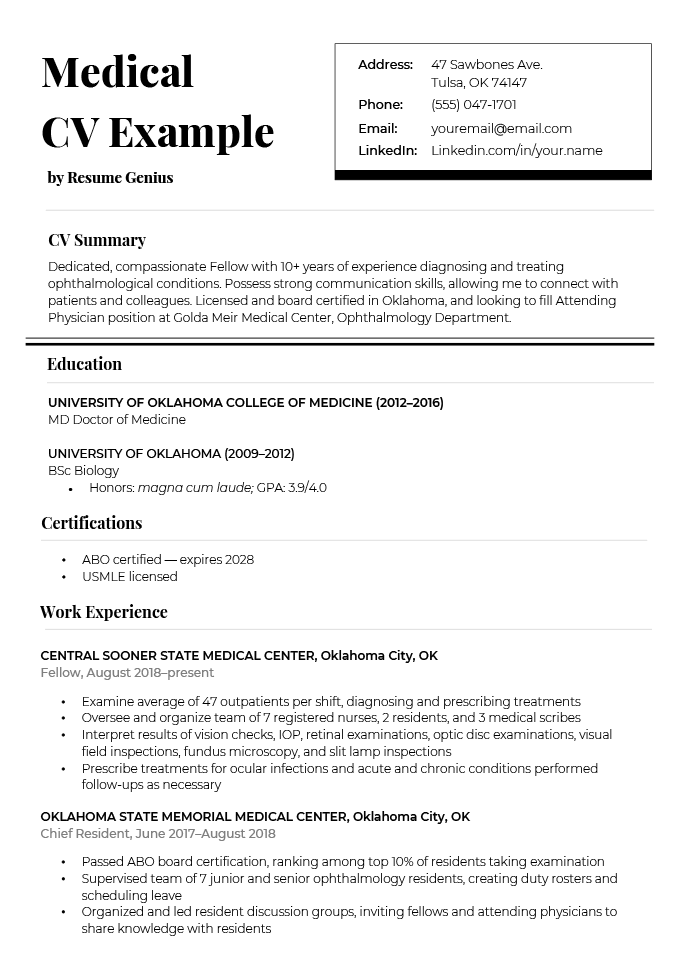 Medical
CV Example
by Resume Genius
Address: 47 Sawbones Ave.
Tulsa, OK 74147
Phone: (555) 047-1701
Email: youremail@email.com
LinkedIn: Linkedin.com/in/your.name
CV Summary
Dedicated, compassionate Fellow with 10+ years of experience diagnosing and treating
ophthalmological conditions. Possess strong communication skills, allowing me to connect with
patients and colleagues. Licensed and board certified in Oklahoma, and looking to fill Attending
Physician position at Golda Meir Medical Center, Ophthalmology Department.
Education
UNIVERSITY OF OKLAHOMA COLLEGE OF MEDICINE (2012–2016)
MD Doctor of Medicine
UNIVERSITY OF OKLAHOMA (2009–2012)
BSc Biology
• Honors: magna cum laude; GPA: 3.9/4.0
Certifications
• ABO certified — expires 2028
• USMLE licensed
Work Experience
CENTRAL SOONER STATE MEDICAL CENTER, Oklahoma City, OK
Fellow, August 2018–present
• Examine average of 47 outpatients per shift, diagnosing and prescribing treatments
• Oversee and organize team of 7 registered nurses, 2 residents, and 3 medical scribes
• Interpret results of vision checks, IOP, retinal examinations, optic disc examinations, visual
field inspections, fundus microscopy, and slit lamp inspections
• Prescribe treatments for ocular infections and acute and chronic conditions performed
follow-ups as necessary
OKLAHOMA STATE MEMORIAL MEDICAL CENTER, Oklahoma City, OK
Chief Resident, June 2017–August 2018
• Passed ABO board certification, ranking among top 10% of residents taking examination
• Supervised team of 7 junior and senior ophthalmology residents, creating duty rosters and
scheduling leave
• Organized and led resident discussion groups, inviting fellows and attending physicians to
share knowledge with residents